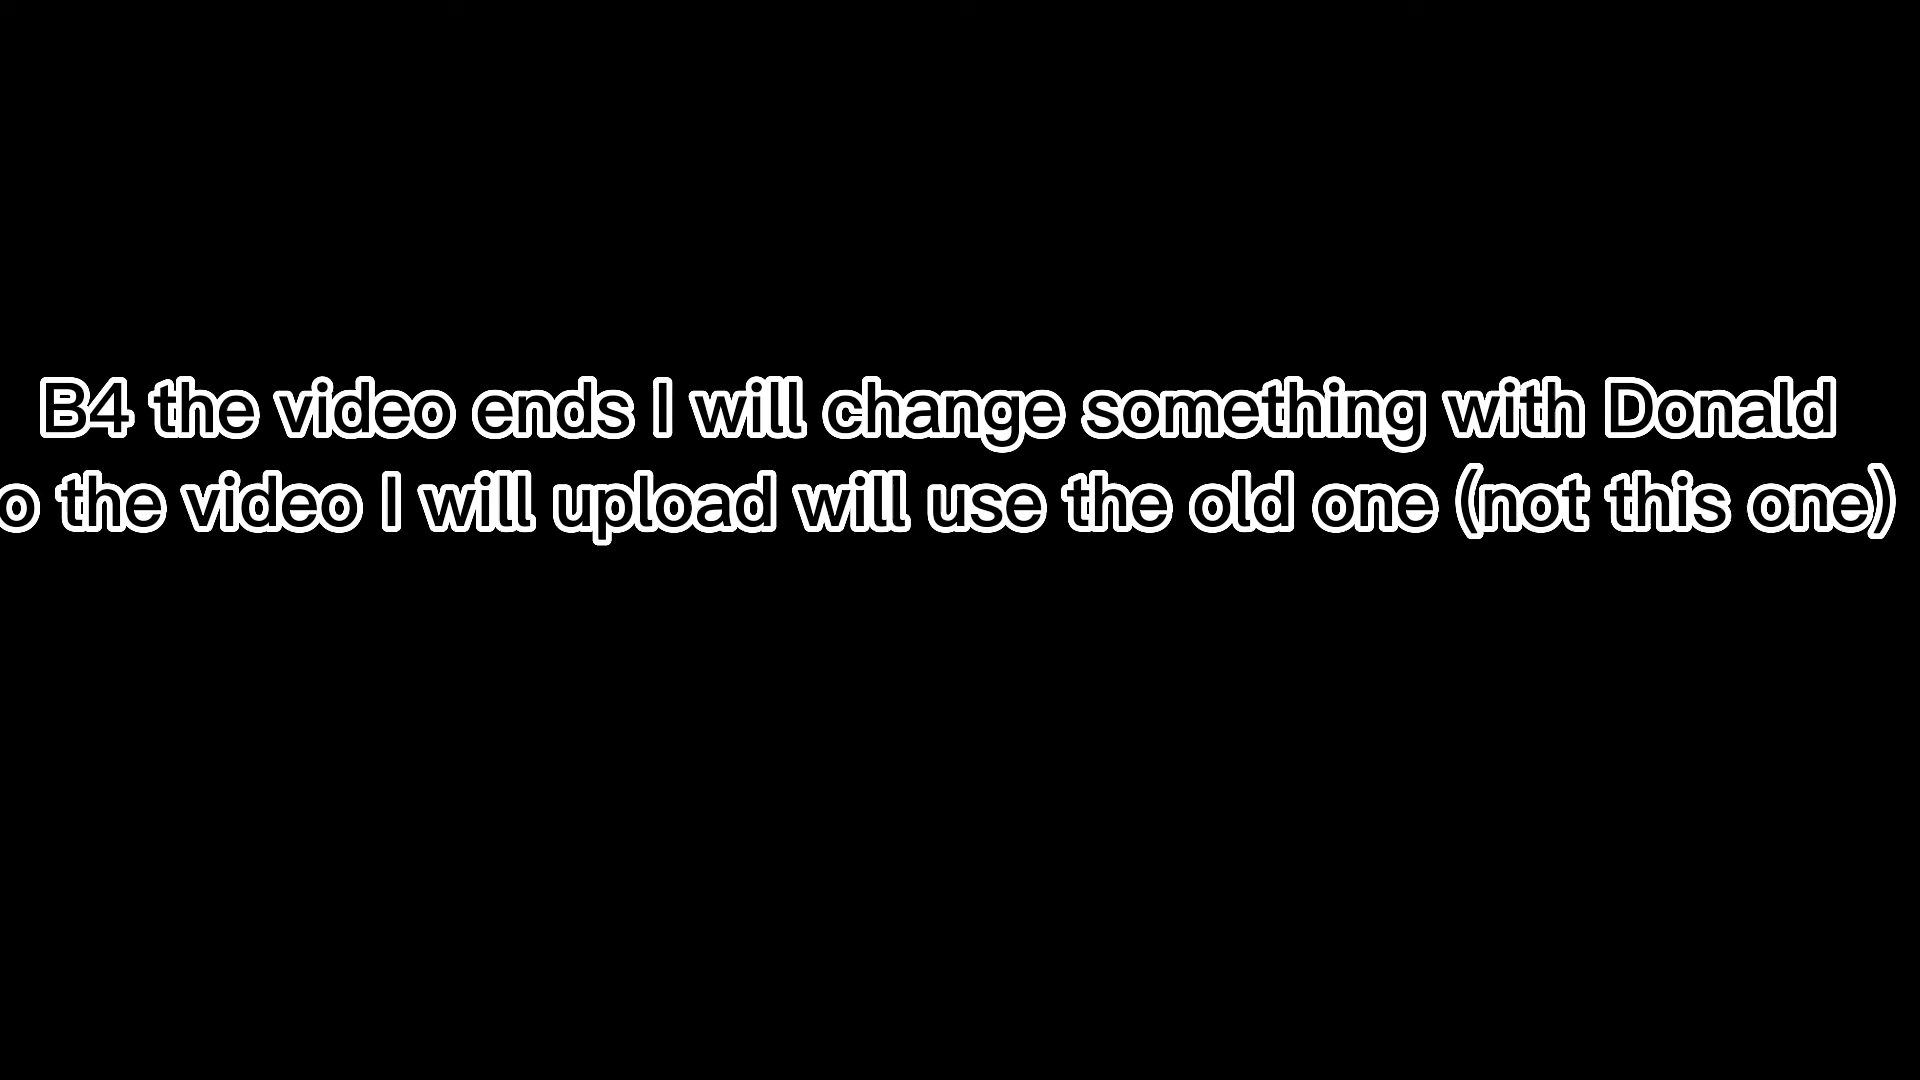 B4 the video ends I will change something with Donald
o the video I will upload will use the old one (not this one)